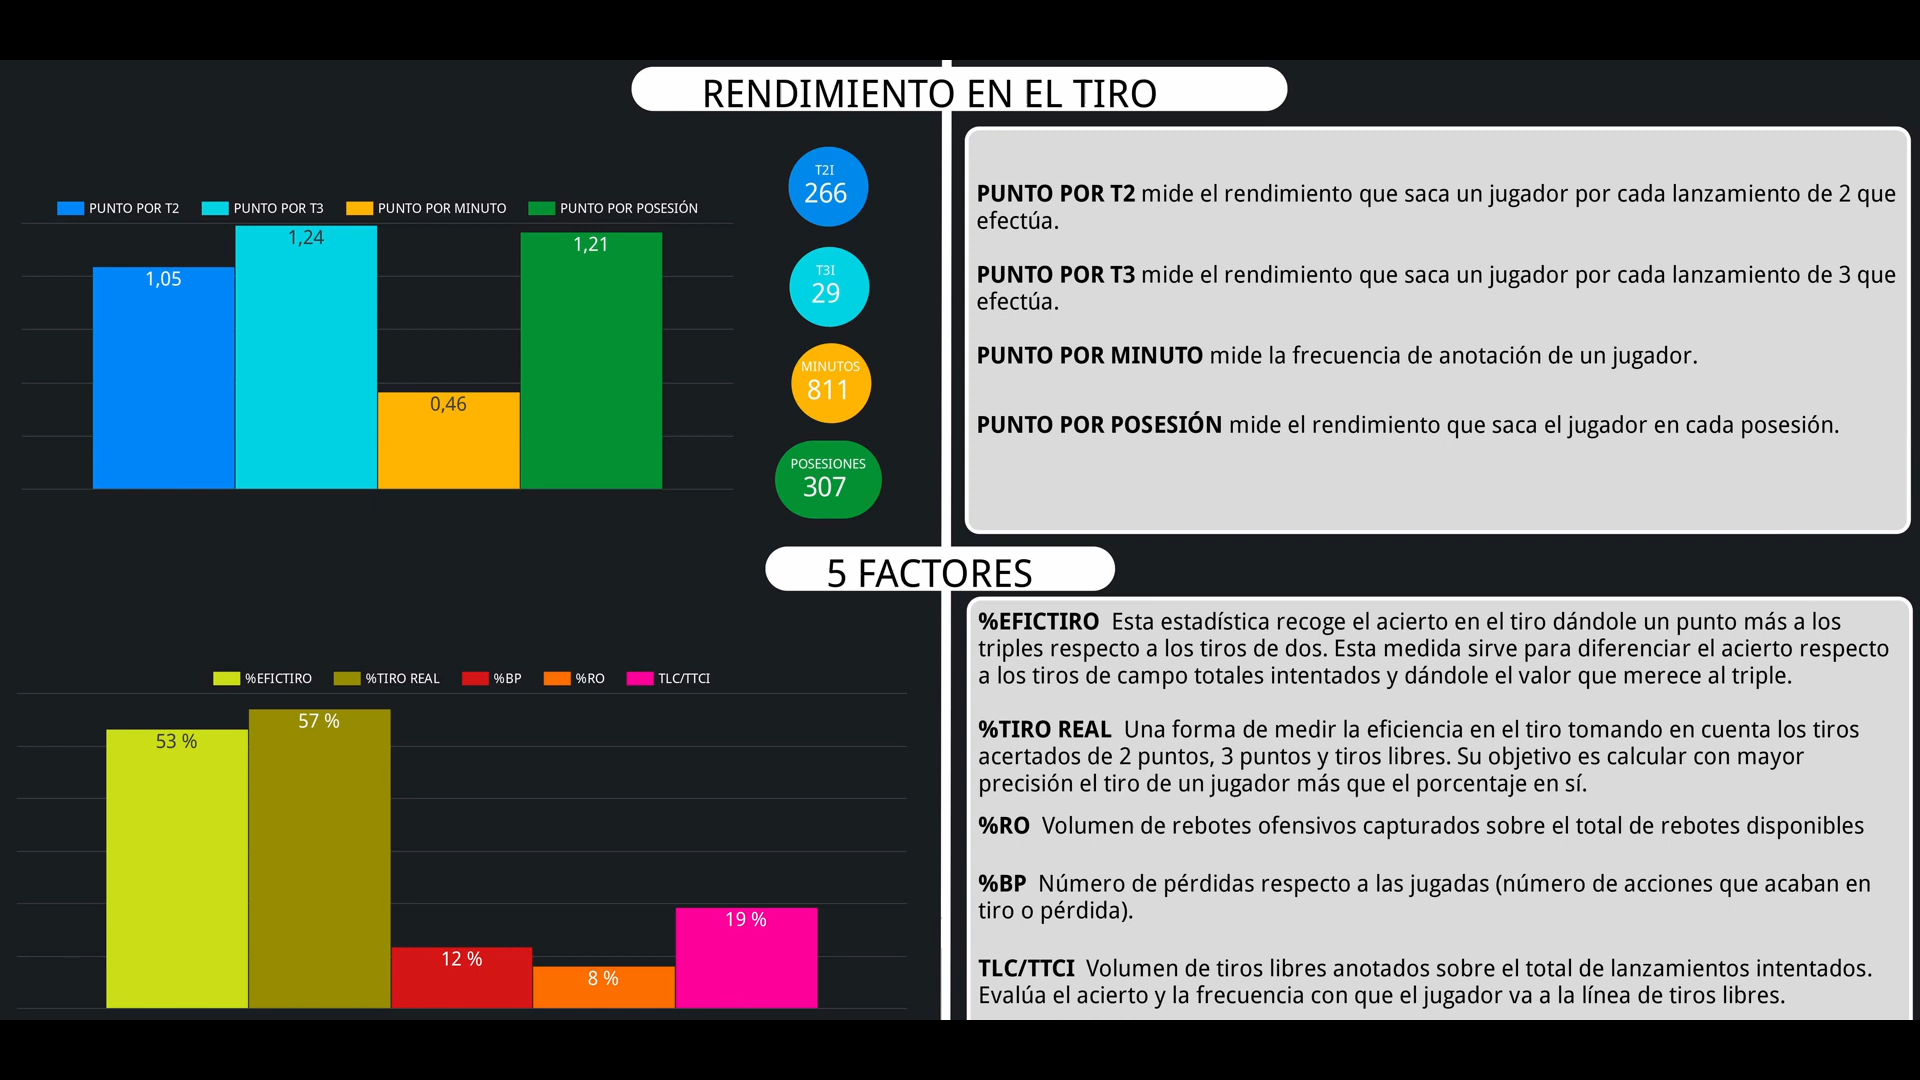 RENDIMIENTO EN EL TIRO
PUNTO POR T2
PUNTO POR T3
PUNTO POR MINUTO
PUNTO POR POSESIÓN
1,05
1,24
0,46
1,21
T2I
266
T3I
29
MINUTOS
811
POSESIONES
307
PUNTO POR T2 mide el rendimiento que saca un jugador por cada lanzamiento de 2 que
efectúa.
PUNTO POR T3 mide el rendimiento que saca un jugador por cada lanzamiento de 3 que
efectúa.
PUNTO POR MINUTO mide la frecuencia de anotación de un jugador.
PUNTO POR POSESIÓN mide el rendimiento que saca el jugador en cada posesión.
5 FACTORES
%EFICTIRO
%TIRO REAL
%BP
%RO
TLC/TTCI
53 %
57 %
12 %
8 %
19 %
%EFICTIRO Esta estadística recoge el acierto en el tiro dándole un punto más a los
triples respecto a los tiros de dos. Esta medida sirve para diferenciar el acierto respecto
a los tiros de campo totales intentados y dándole el valor que merece al triple.
%TIRO REAL Una forma de medir la eficiencia en el tiro tomando en cuenta los tiros
acertados de 2 puntos, 3 puntos y tiros libres. Su objetivo es calcular con mayor
precisión el tiro de un jugador más que el porcentaje en sí.
%RO Volumen de rebotes ofensivos capturados sobre el total de rebotes disponibles
%BP Número de pérdidas respecto a las jugadas (número de acciones que acaban en
tiro o pérdida).
TLC/TTCI Volumen de tiros libres anotados sobre el total de lanzamientos intentados.
Evalúa el acierto y la frecuencia con que el jugador va a la línea de tiros libres.